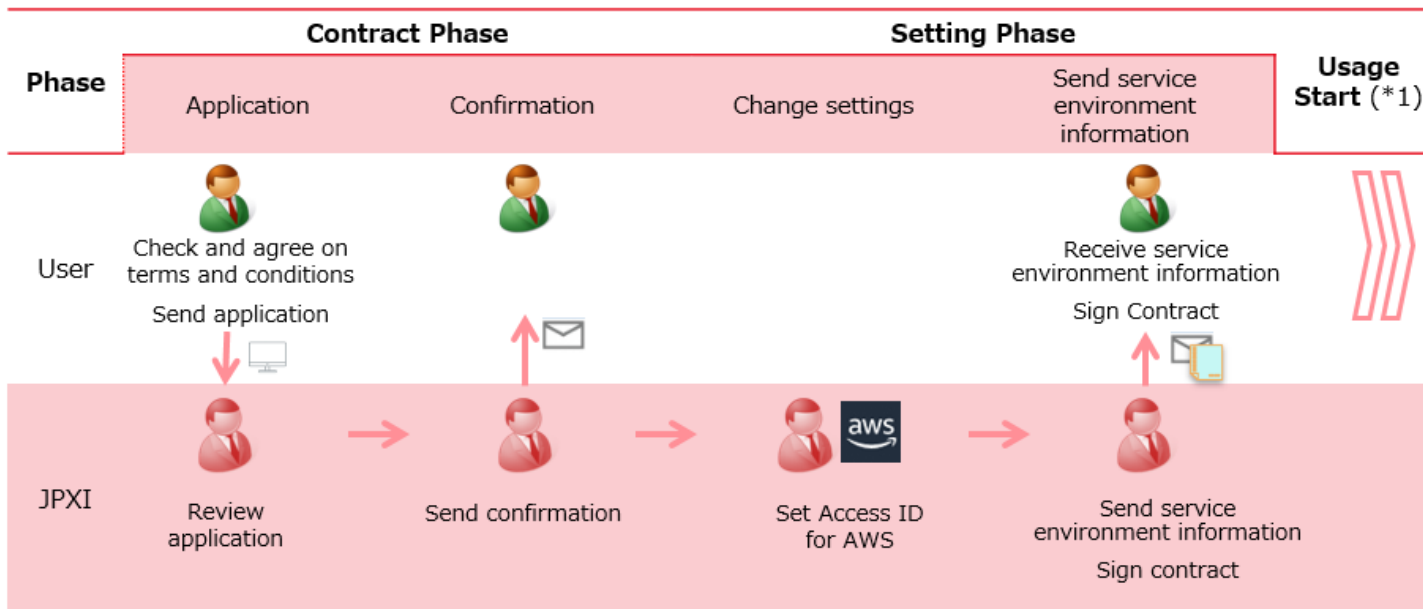 Contract Phase
Setting Phase
Phase
Application
Confirmation
Change settings
Send service
environment
information
Usage
Start (*1)
User
Check and agree on
terms and conditions
Send application
Receive service
environment information
Sign Contract
JPXI
Review
application
Send confirmation
aws
Set Access ID
for AWS
Send service
environment information
Sign contract